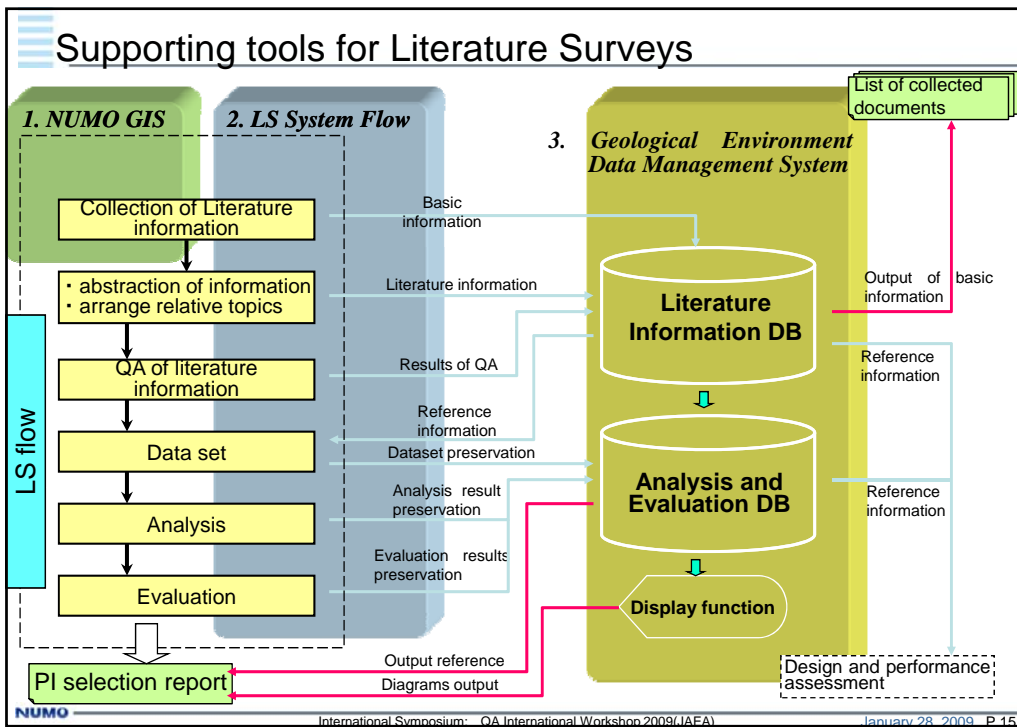 Supporting tools for Literature Surveys
List of collected
documents
1. NUMO GIS
2. LS System Flow
3. Geological Environment
Data Management System
Collection of Literature
information
Basic
information
・abstraction of information
・arrange relative topics
Literature information
Literature
Information DB
Output of basic
information
QA of literature
information
Results of QA
Reference
information
Reference
information
LS flow
Data set
Dataset preservation
Analysis and
Evaluation DB
Analysis result
preservation
Reference
information
Analysis
Evaluation results
preservation
Evaluation
Display function
Output reference
PI selection report
Diagrams output
Design and performance
assessment
NUMO
International Symposium: QA International Workshop 2009(JAEA)
January 28, 2009 P.15